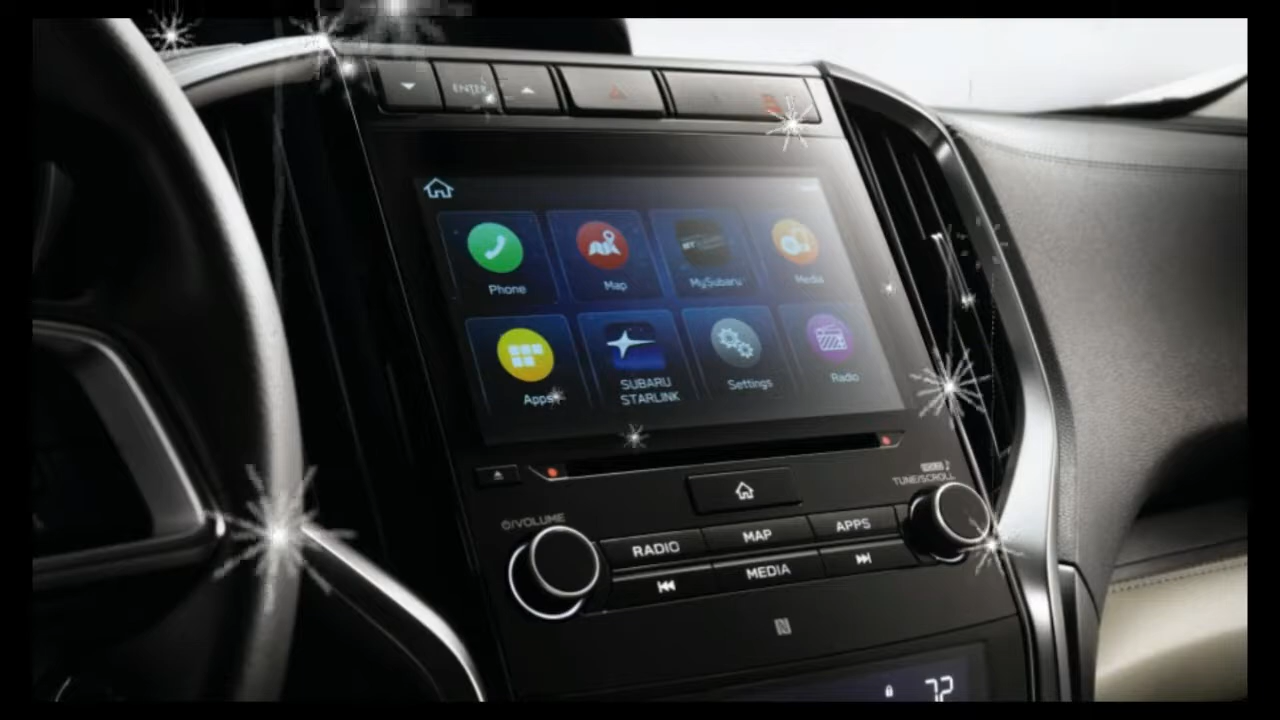 ENTER
Phone
Map
MySubaru
Media
Apps
SUBARU
STARLINK
Settings
Radio
VOLUME
TUNE/SCROLL
RADIO
MAP
APPS
MEDIA
72